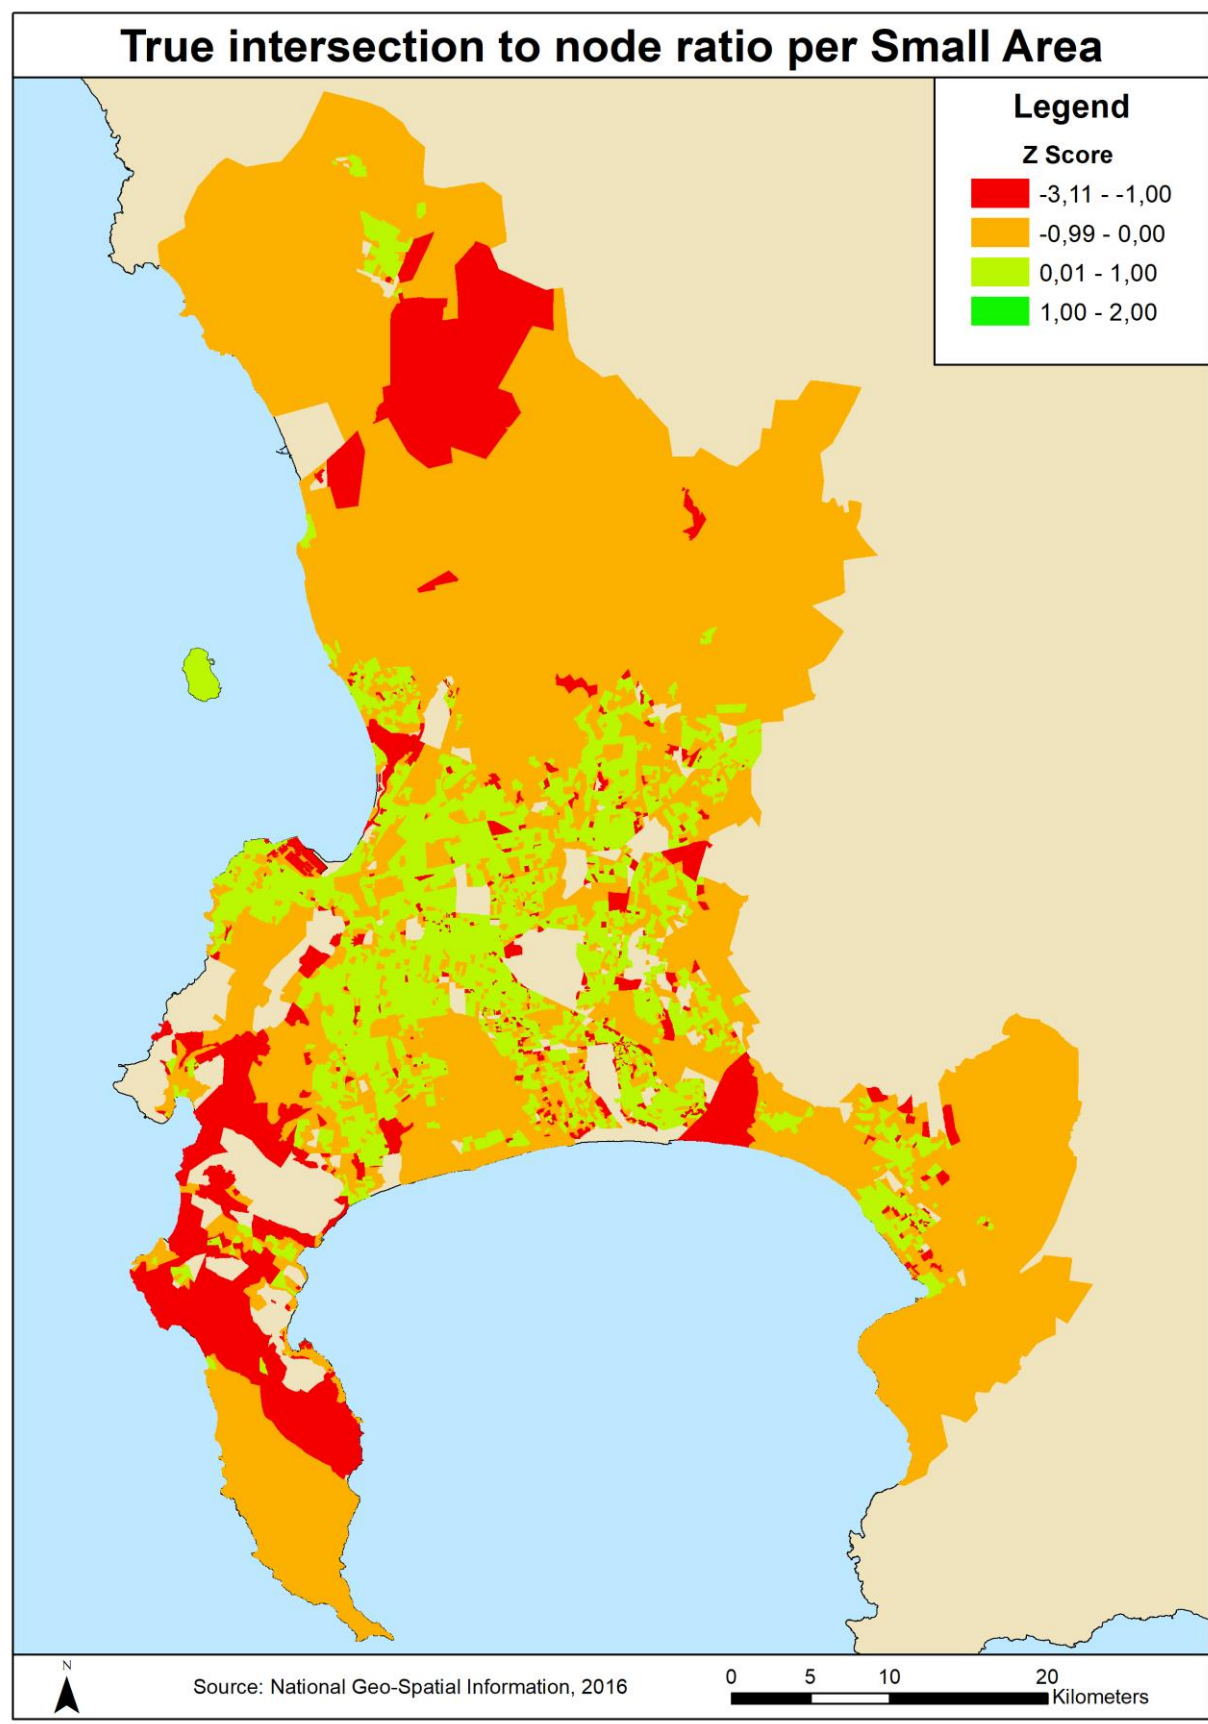 True intersection to node ratio per Small Area
Legend
Z Score
-3,11 - -1,00
-0,99 - 0,00
0,01 - 1,00
1,00 - 2,00
N
Source: National Geo-Spatial Information, 2016
0 5 10 20
Kilometers